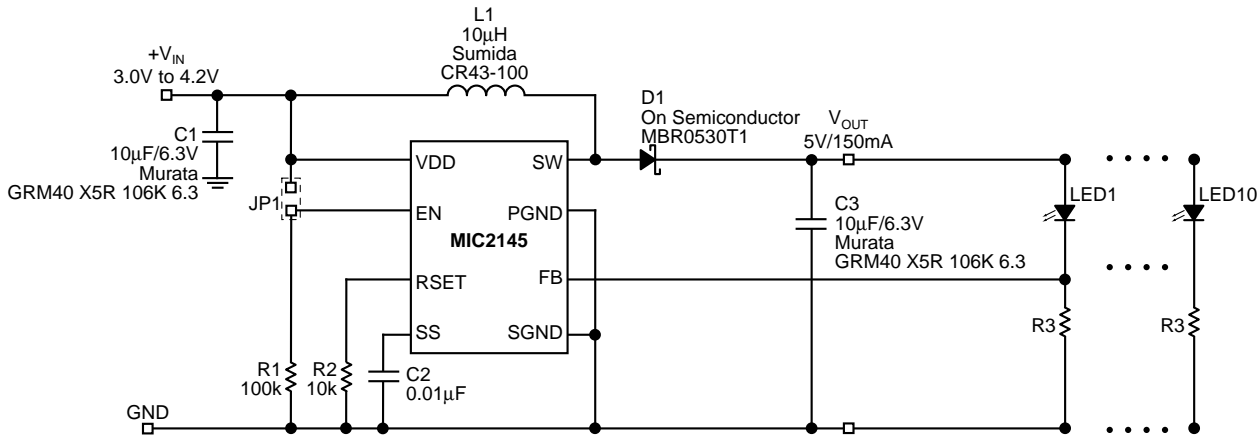 L1
10µH
Sumida
CR43-100
+VIN
3.0V to 4.2V
D1
On Semiconductor
MBR0530T1
VOUT
5V/150mA
C1
10µF/6.3V
Murata
GRM40 X5R 106K 6.3
VDD
SW
JP1
EN
PGND
MIC2145
RSET
FB
SS
SGND
C3
10µF/6.3V
Murata
GRM40 X5R 106K 6.3
LED1
LED10
R3
R3
R1
100k
R2
10k
C2
0.01µF
GND